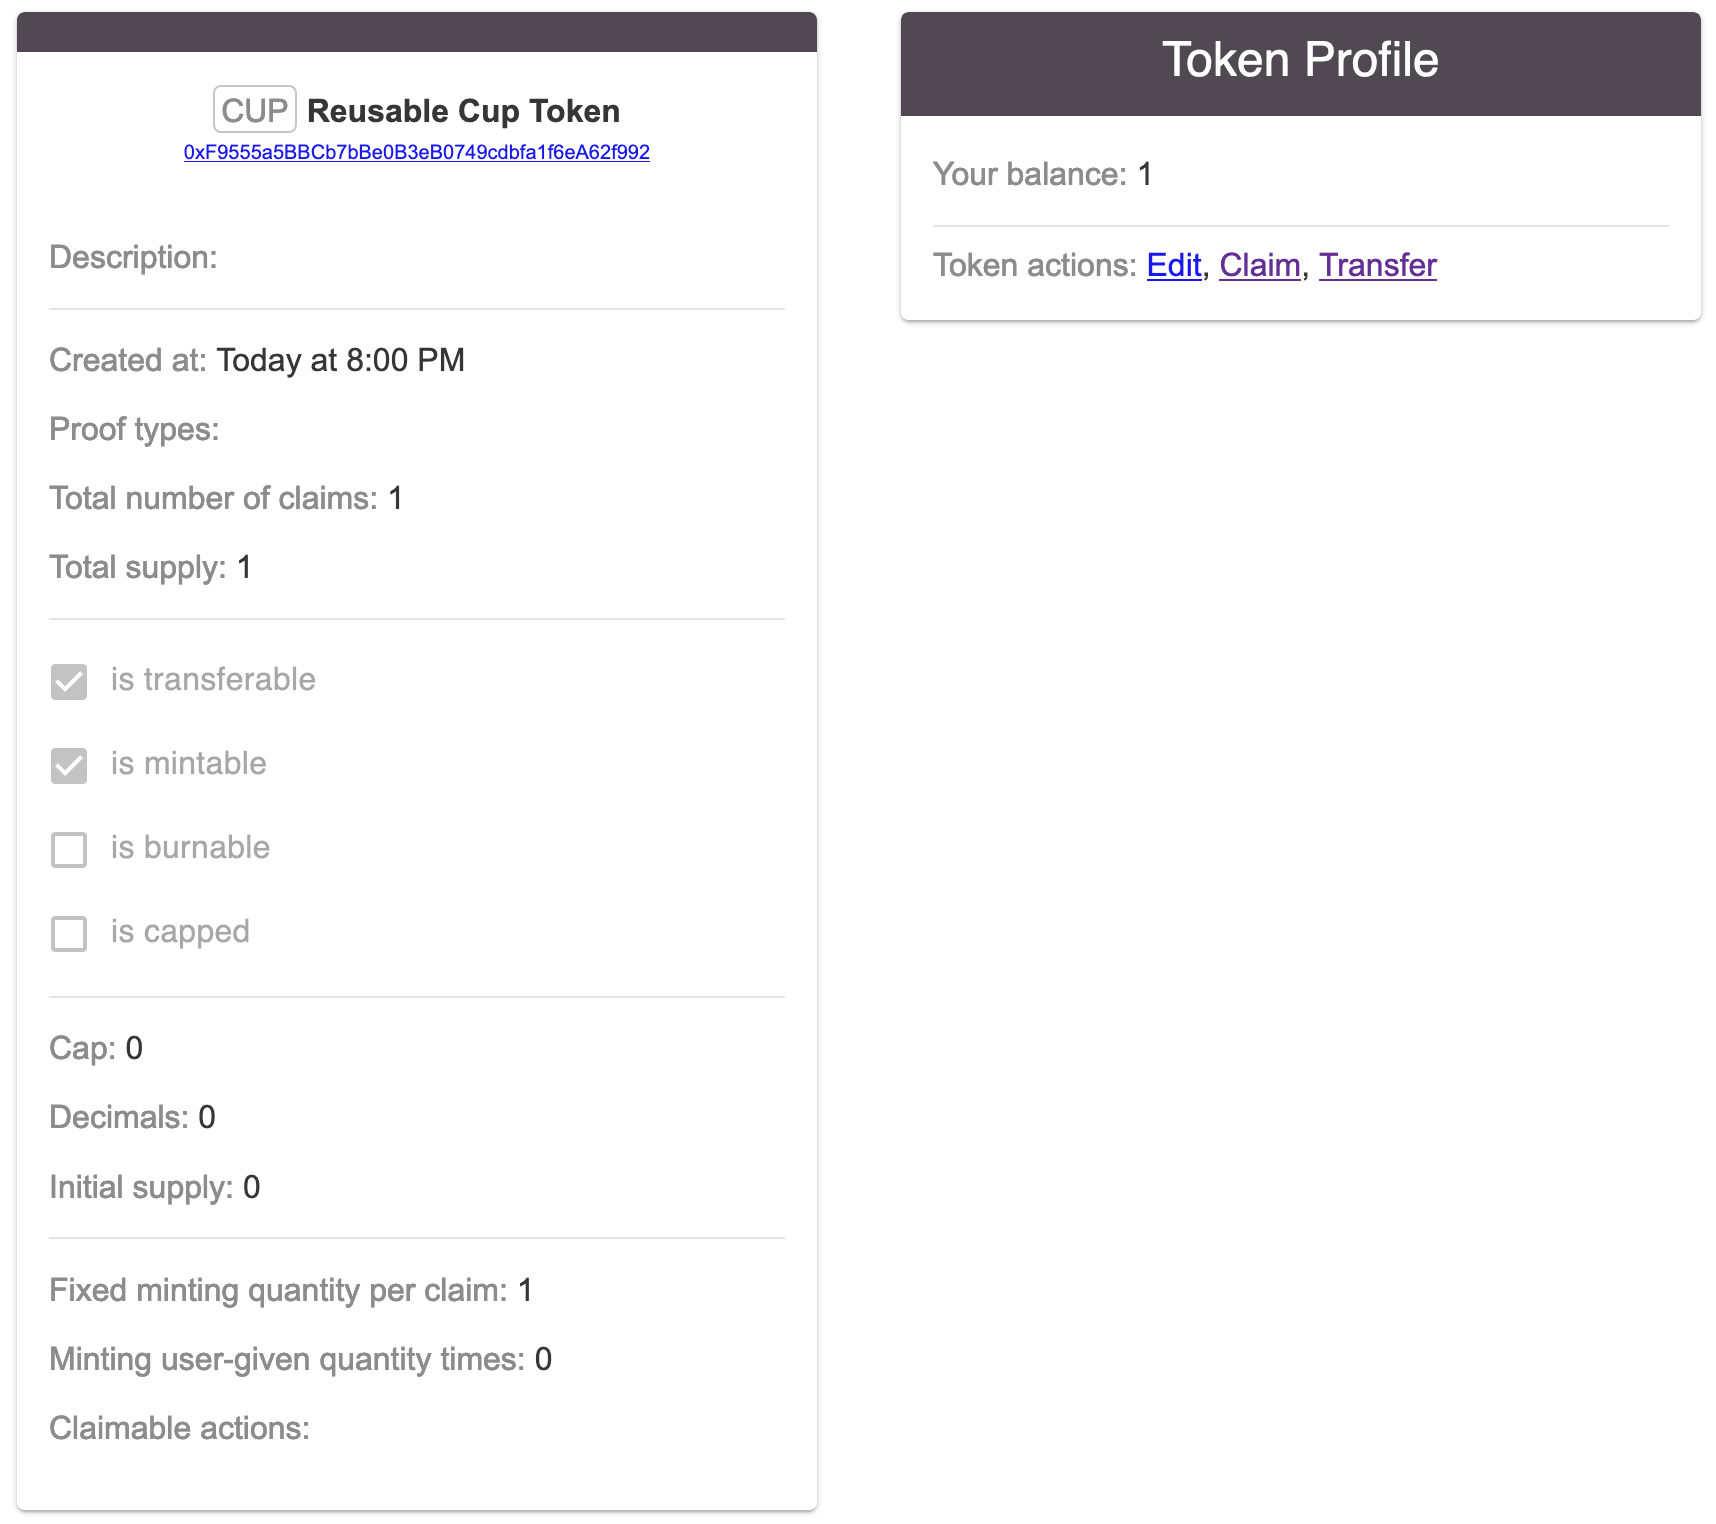 CUP Reusable Cup Token
0xF9555a5BBCb7bBe0B3eB0749cdbfa1f6eA62f992
Description:
Created at: Today at 8:00 PM
Proof types:
Total number of claims: 1
Total supply: 1
is transferable
is mintable
is burnable
is capped
Cap: 0
Decimals: 0
Initial supply: 0
Fixed minting quantity per claim: 1
Minting user-given quantity times: 0
Claimable actions:
Token Profile
Your balance: 1
Token actions: Edit, Claim, Transfer